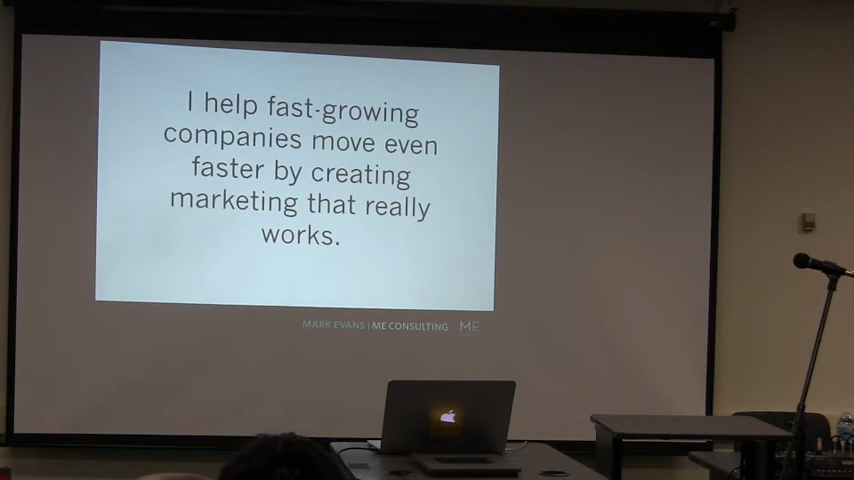 I help fast-growing
companies move even
faster by creating
marketing that really
works.
MARK EVANS | ME CONSULTING ME